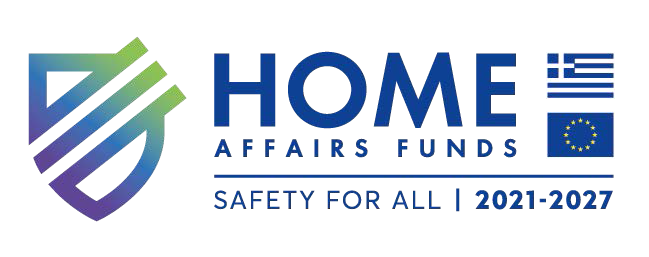 HOME
AFFAIRS FUNDS
SAFETY FOR ALL | 2021-2027